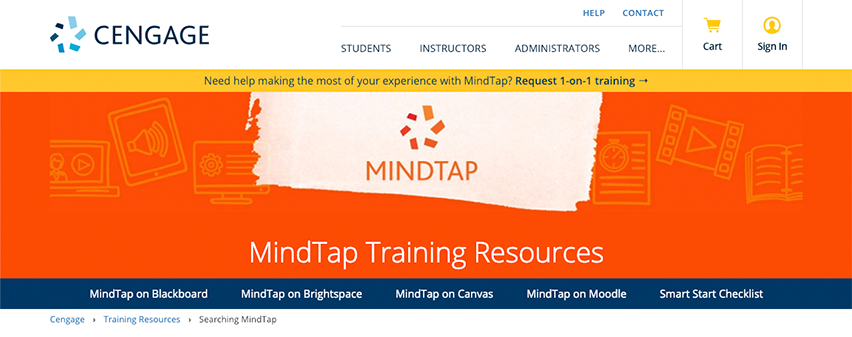 HELP CONTACT
CENGAGE
STUDENTS INSTRUCTORS ADMINISTRATORS MORE... Cart Sign In
Need help making the most of your experience with MindTap? Request 1-on-1 training →
MINDTAP
MindTap Training Resources
MindTap on Blackboard MindTap on Brightspace MindTap on Canvas MindTap on Moodle Smart Start Checklist
Cengage › Training Resources › Searching MindTap